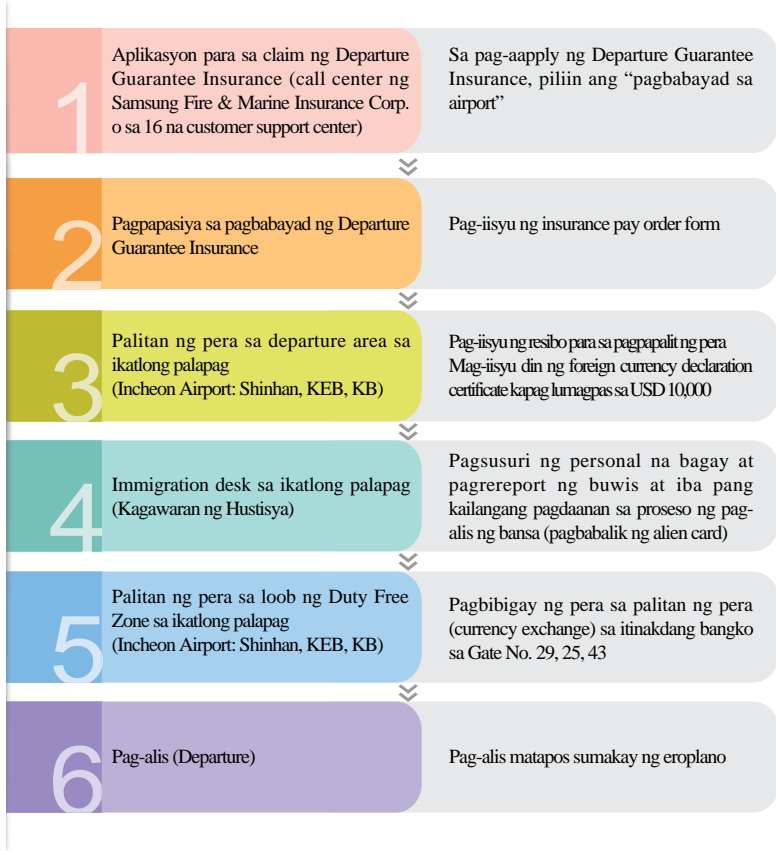 1
Aplikasyon para sa claim ng Departure
Guarantee Insurance (call center ng
Samsung Fire & Marine Insurance Corp.
o sa 16 na customer support center)
Sa pag-aapply ng Departure Guarantee
Insurance, piliin ang “pagbabayad sa
airport”
2
Pagpapasiya sa pagbabayad ng Departure
Guarantee Insurance
Pag-iisyu ng insurance pay order form
3
Palitan ng pera sa departure area sa
ikatlong palapag
(Incheon Airport: Shinhan, KEB, KB)
Pag-iisyu ng resibo para sa pagpapalit ng pera
Mag-iisyu din ng foreign currency declaration
certificate kapag lumagpas sa USD 10,000
4
Immigration desk sa ikatlong palapag
(Kagawaran ng Hustisya)
Pagsusuri ng personal na bagay at
pagrereport ng buwis at iba pang
kailangang pagdaanan sa proseso ng pag-
alis ng bansa (pagbabalik ng alien card)
5
Palitan ng pera sa loob ng Duty Free
Zone sa ikatlong palapag
(Incheon Airport: Shinhan, KEB, KB)
Pagbibigay ng pera sa palitan ng pera
(currency exchange) sa itinakdang bangko
sa Gate No. 29, 25, 43
6
Pag-alis (Departure)
Pag-alis matapos sumakay ng eroplano